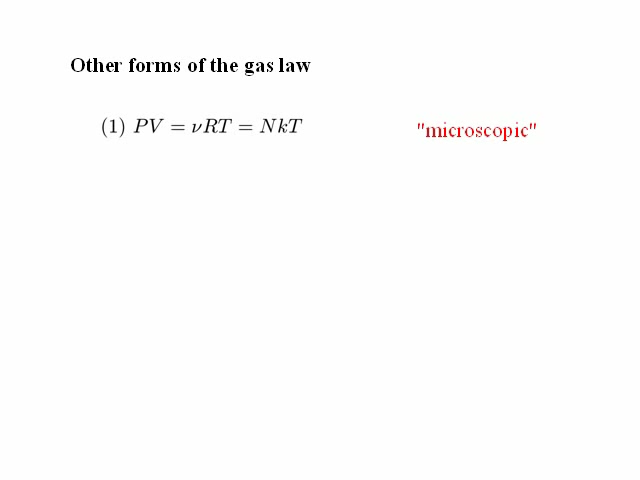 Other forms of the gas law
(1) PV = νRT = NkT "microscopic"